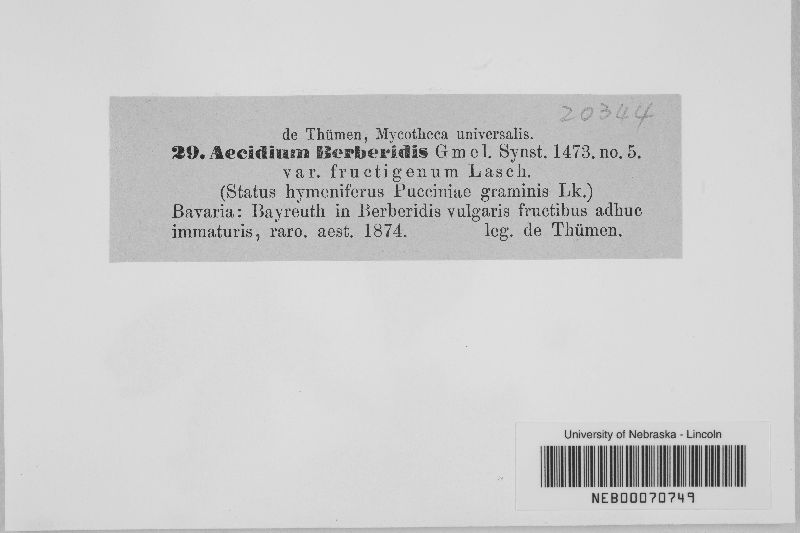 20344
de Thümen, Mycotheca universalis.
29. Aecidium Berberidis Gmel. Synst. 1473. no. 5.
var. fructigenum Lasch.
(Status hymeniferus Pucciniae graminis Lk.)
Bavaria: Bayreuth in Berberidis vulgaris fructibus adhuc
immaturis, raro. aest. 1874. leg. de Thümen.
University of Nebraska - Lincoln
NEB00070749